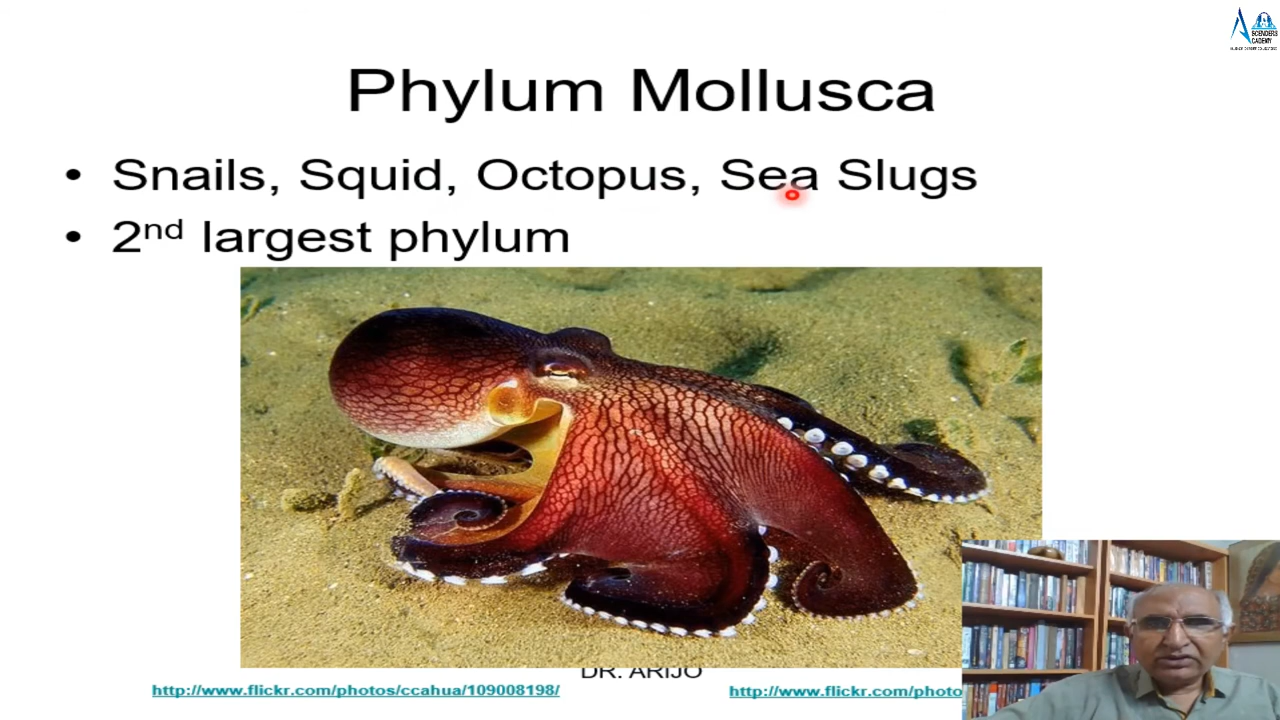 Phylum Mollusca
• Snails, Squid, Octopus, Sea Slugs
• 2nd largest phylum
DR. ARIJO
http://www.flickr.com/photos/ccahua/109008198/
http://www.flickr.com/photo